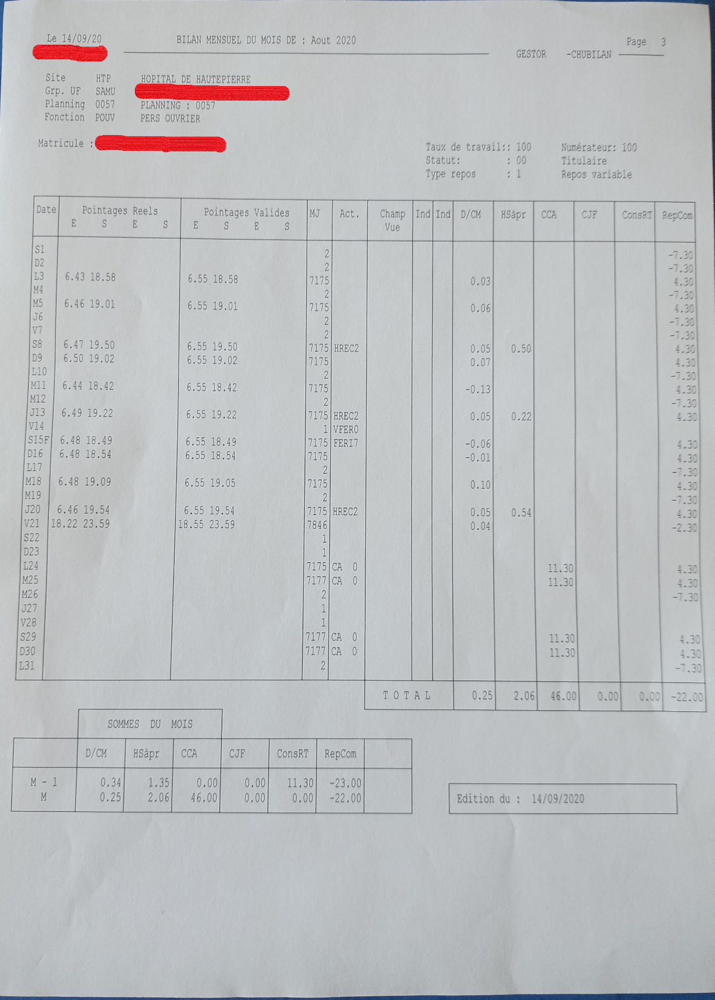 Le 14/09/20 BILAN MENSUEL DU MOIS DE : Aout 2020 Page 3
GESTOR -CHUBILAN
Site HTP HOPITAL DE HAUTEPIERRE
Grp. UF SAMU
Planning 0057 PLANNING : 0057
Fonction POUV PERS OUVRIER
Matricule :
Taux de travail:: 100 Numérateur: 100
Statut: : 00 Titulaire
Type repos : 1 Repos variable
Date Pointages Reels Pointages Valides MJ Act. Champ Ind Ind D/CM HSàpr CCA CJF ConsRT RepCom
E S E S E S E S Vue
S1 2 -7.30
D2 2 -7.30
L3 6.43 18.58 6.55 18.58 7175 0.03 4.30
M4 2 -7.30
M5 6.46 19.01 6.55 19.01 7175 0.06 4.30
J6 2 -7.30
V7 2 -7.30
S8 6.47 19.50 6.55 19.50 7175 HREC2 0.05 0.50 4.30
D9 6.50 19.02 6.55 19.02 7175 0.07 4.30
L10 2 -7.30
M11 6.44 18.42 6.55 18.42 7175 -0.13 4.30
M12 2 -7.30
J13 6.49 19.22 6.55 19.22 7175 HREC2 0.05 0.22 4.30
V14 1 VFER0
S15F 6.48 18.49 6.55 18.49 7175 FERI7 -0.06 4.30
D16 6.48 18.54 6.55 18.54 7175 -0.01 4.30
L17 2 -7.30
M18 6.48 19.09 6.55 19.05 7175 0.10 4.30
M19 2 -7.30
J20 6.46 19.54 6.55 19.54 7175 HREC2 0.05 0.54 4.30
V21 18.22 23.59 18.55 23.59 7846 0.04 -2.30
S22 1
D23 1
L24 7175 CA 0 11.30 4.30
M25 7177 CA 0 11.30 4.30
M26 2 -7.30
J27 1
V28 1
S29 7177 CA 0 11.30 4.30
D30 7177 CA 0 11.30 4.30
L31 2 -7.30
T O T A L 0.25 2.06 46.00 0.00 0.00 -22.00
SOMMES DU MOIS
D/CM HSàpr CCA CJF ConsRT RepCom
M - 1 0.34 1.35 0.00 0.00 11.30 -23.00
M 0.25 2.06 46.00 0.00 0.00 -22.00
Edition du : 14/09/2020